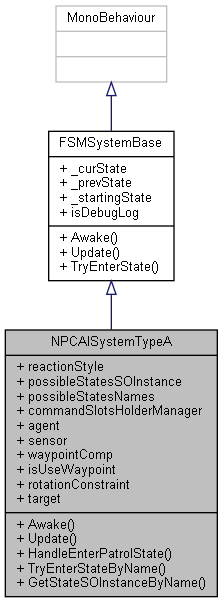 MonoBehaviour
FSMSystemBase
+ _curState
+ _prevState
+ _startingState
+ isDebugLog
+ Awake()
+ Update()
+ TryEnterState()
NPCAISystemTypeA
+ reactionStyle
+ possibleStatesSOInstance
+ possibleStatesNames
+ commandSlotsHolderManager
+ agent
+ sensor
+ waypointComp
+ isUseWaypoint
+ rotationConstraint
+ target
+ Awake()
+ Update()
+ HandleEnterPatrolState()
+ TryEnterStateByName()
+ GetStateSOInstanceByName()